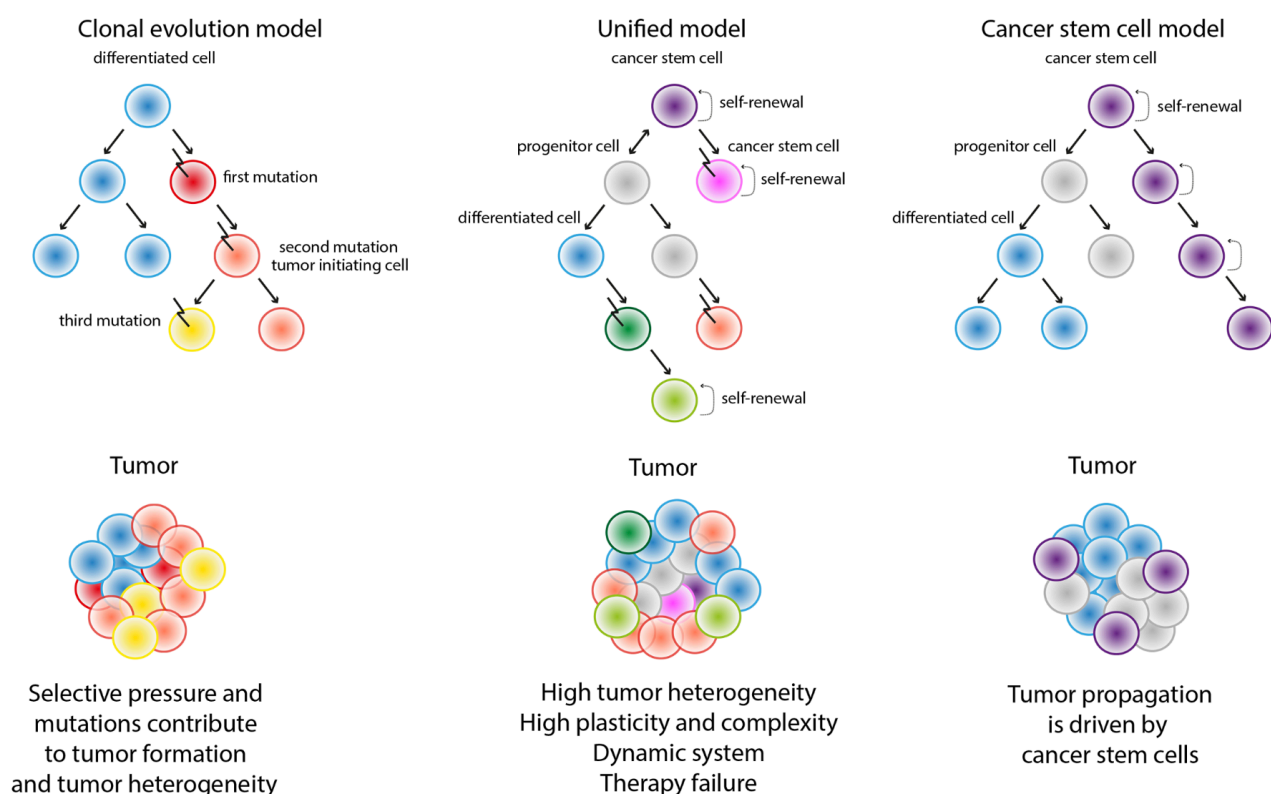 Clonal evolution model
differentiated cell
first mutation
second mutation
tumor initiating cell
third mutation
Tumor
Selective pressure and
mutations contribute
to tumor formation
and tumor heterogeneity
Unified model
cancer stem cell
self-renewal
progenitor cell
cancer stem cell
self-renewal
differentiated cell
self-renewal
Tumor
High tumor heterogeneity
High plasticity and complexity
Dynamic system
Therapy failure
Cancer stem cell model
cancer stem cell
self-renewal
progenitor cell
differentiated cell
Tumor
Tumor propagation
is driven by
cancer stem cells